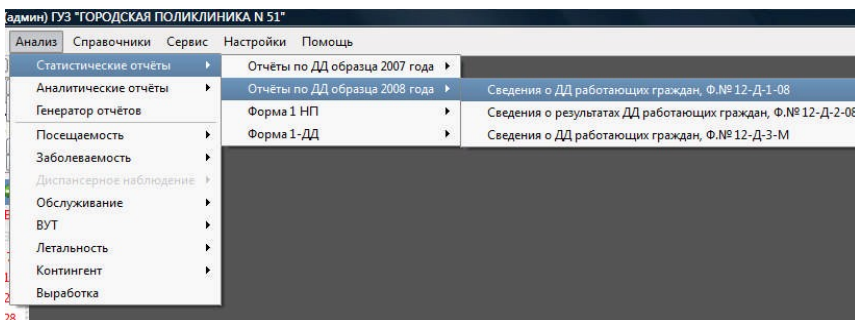 (админ) ГУЗ "ГОРОДСКАЯ ПОЛИКЛИНИКА N 51"
Анализ Справочники Сервис Настройки Помощь
Статистические отчёты
Аналитические отчёты
Генератор отчётов
Посещаемость
Заболеваемость
Диспансерное наблюдение
Обслуживание
ВУТ
Летальность
Контингент
Выработка
Отчёты по ДД образца 2007 года
Отчёты по ДД образца 2008 года
Форма 1 НП
Форма 1-ДД
Сведения о ДД работающих граждан, Ф.№ 12-Д-1-08
Сведения о результатах ДД работающих граждан, Ф.№ 12-Д-2-08
Сведения о ДД работающих граждан, Ф.№ 12-Д-3-М
28